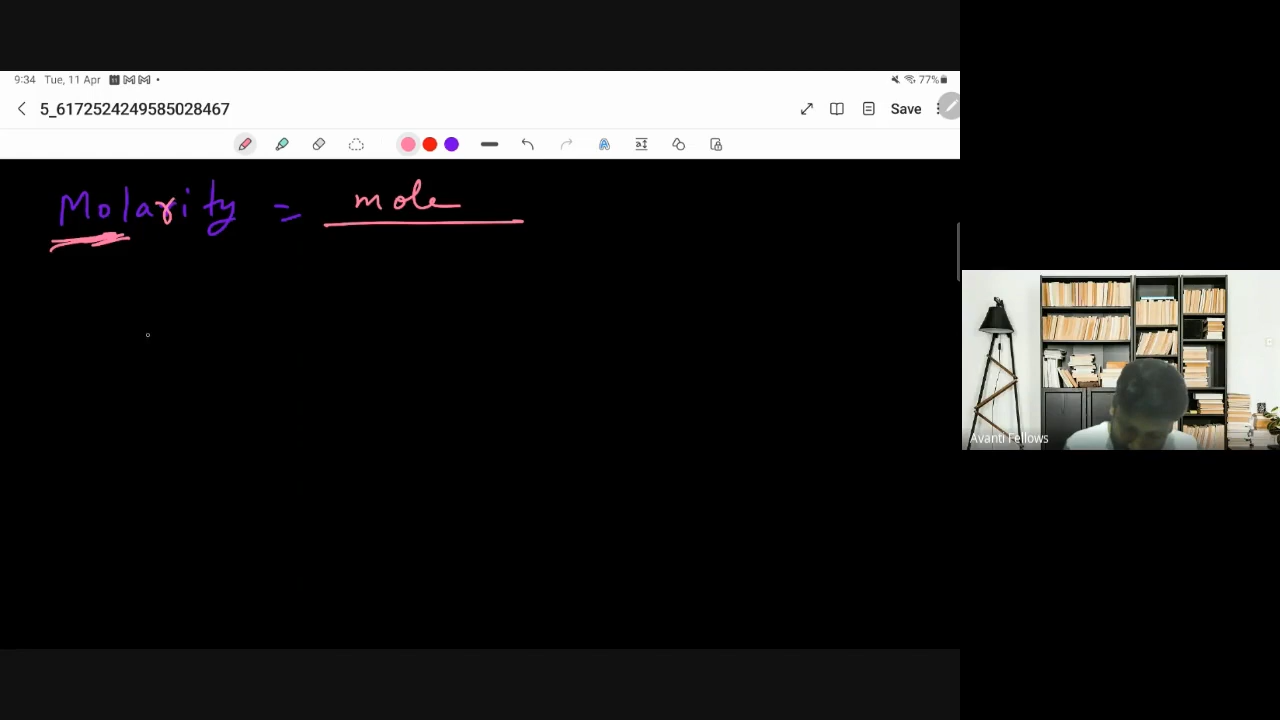 9:34 Tue, 11 Apr 77%
5_6172524249585028467 Save
Molarity = mole
Avanti Fellows